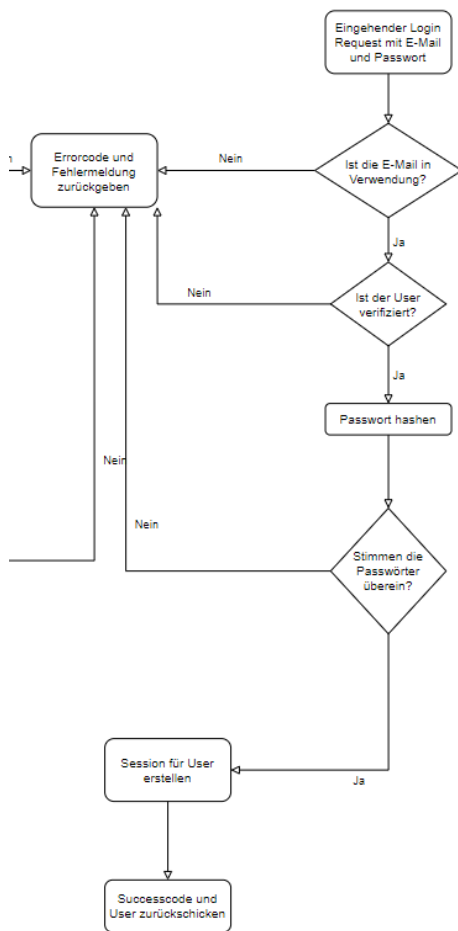 Eingehender Login
Request mit E-Mail
und Passwort
Errorcode und
Fehlermeldung
zurückgeben
Nein
Ist die E-Mail in
Verwendung?
Ja
Ist der User
verifiziert?
Nein
Ja
Passwort hashen
Nein
Nein
Stimmen die
Passwörter
überein?
Session für User
erstellen
Ja
Successcode und
User zurückschicken